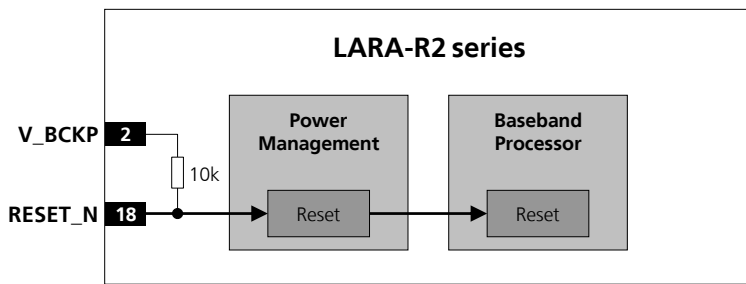 LARA-R2 series
Power
Management
Baseband
Processor
V_BCKP
2
10k
RESET_N
18
Reset
Reset